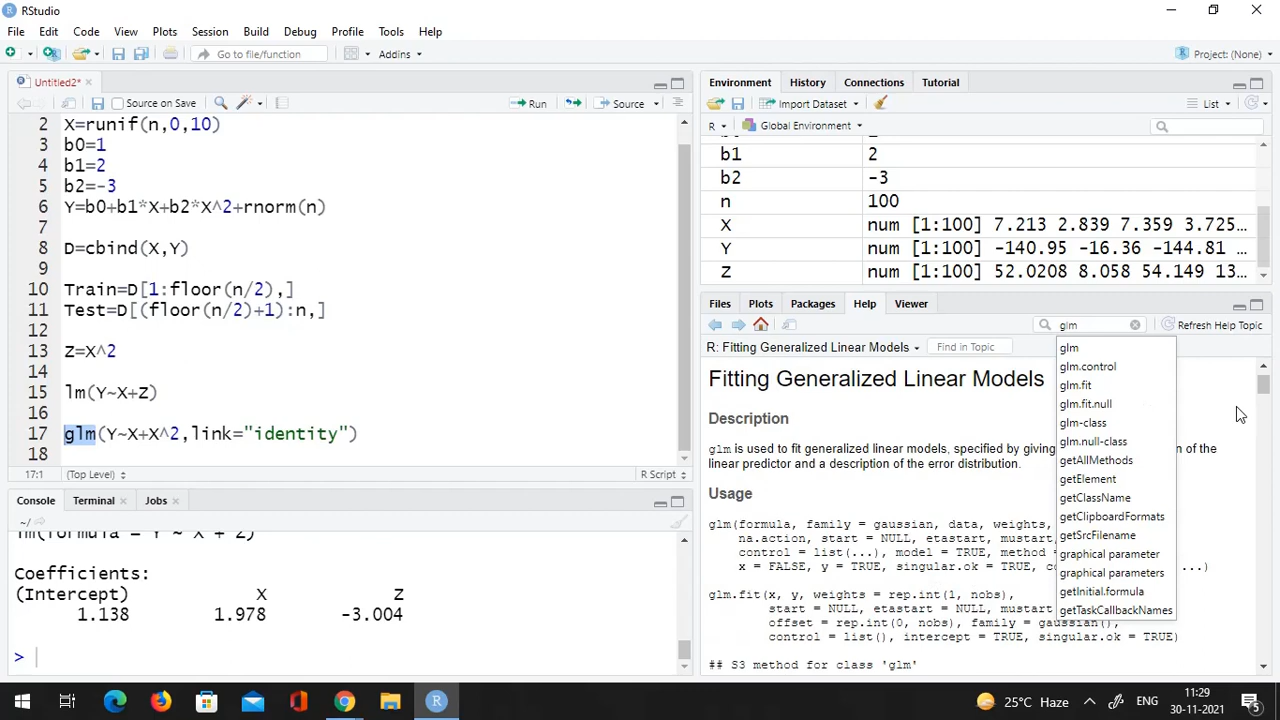 RStudio
File Edit Code View Plots Session Build Debug Profile Tools Help
Go to file/function Addins Project: (None)
Untitled2*
Source on Save Run Source
2 X=runif(n,0,10)
3 b0=1
4 b1=2
5 b2=-3
6 Y=b0+b1*X+b2*X^2+rnorm(n)
7
8 D=cbind(X,Y)
9
10 Train=D[1:floor(n/2),]
11 Test=D[(floor(n/2)+1):n,]
12
13 Z=X^2
14
15 lm(Y~X+Z)
16
17 glm(Y~X+X^2,link="identity")
18
17:1 (Top Level) R Script
Console Terminal Jobs
~/
lm(formula = Y ~ X + Z)
Coefficients:
(Intercept) X Z
1.138 1.978 -3.004
>
Environment History Connections Tutorial
Import Dataset List
R Global Environment
b1 2
b2 -3
n 100
X num [1:100] 7.213 2.839 7.359 3.725…
Y num [1:100] -140.95 -16.36 -144.81 …
Z num [1:100] 52.0208 8.058 54.149 13…
Files Plots Packages Help Viewer
glm Refresh Help Topic
R: Fitting Generalized Linear Models Find in Topic
Fitting Generalized Linear Models
Description
glm is used to fit generalized linear models, specified by giving on of the
linear predictor and a description of the error distribution.
Usage
glm(formula, family = gaussian, data, weights,
na.action, start = NULL, etastart, mustart,
control = list(...), model = TRUE, method =
x = FALSE, y = TRUE, singular.ok = TRUE, co ...)
glm.fit(x, y, weights = rep.int(1, nobs),
start = NULL, etastart = NULL, mustart
offset = rep.int(0, nobs), family = gaussian(),
control = list(), intercept = TRUE, singular.ok = TRUE)
## S3 method for class 'glm'
glm
glm.control
glm.fit
glm.fit.null
glm-class
glm.null-class
getAllMethods
getElement
getClassName
getClipboardFormats
getSrcFilename
graphical parameter
graphical parameters
getInitial.formula
getTaskCallbackNames
25°C Haze ENG 11:29
30-11-2021
5